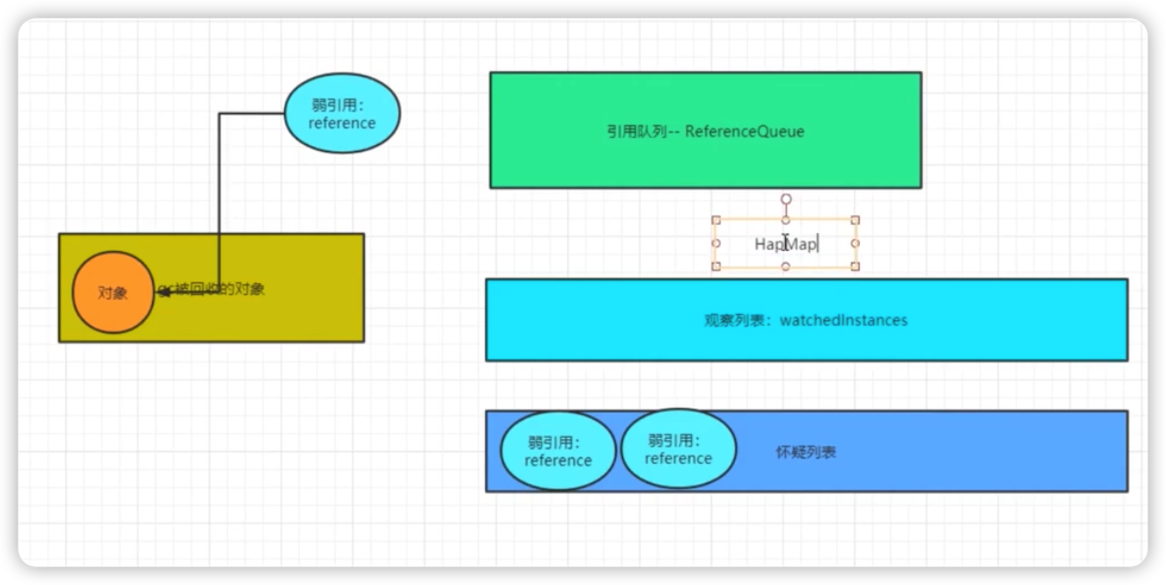 弱引用：
reference
引用队列-- ReferenceQueue
HapMap
对象
gc被回收的对象
观察列表：watchedInstances
弱引用：
reference
弱引用：
reference
怀疑列表